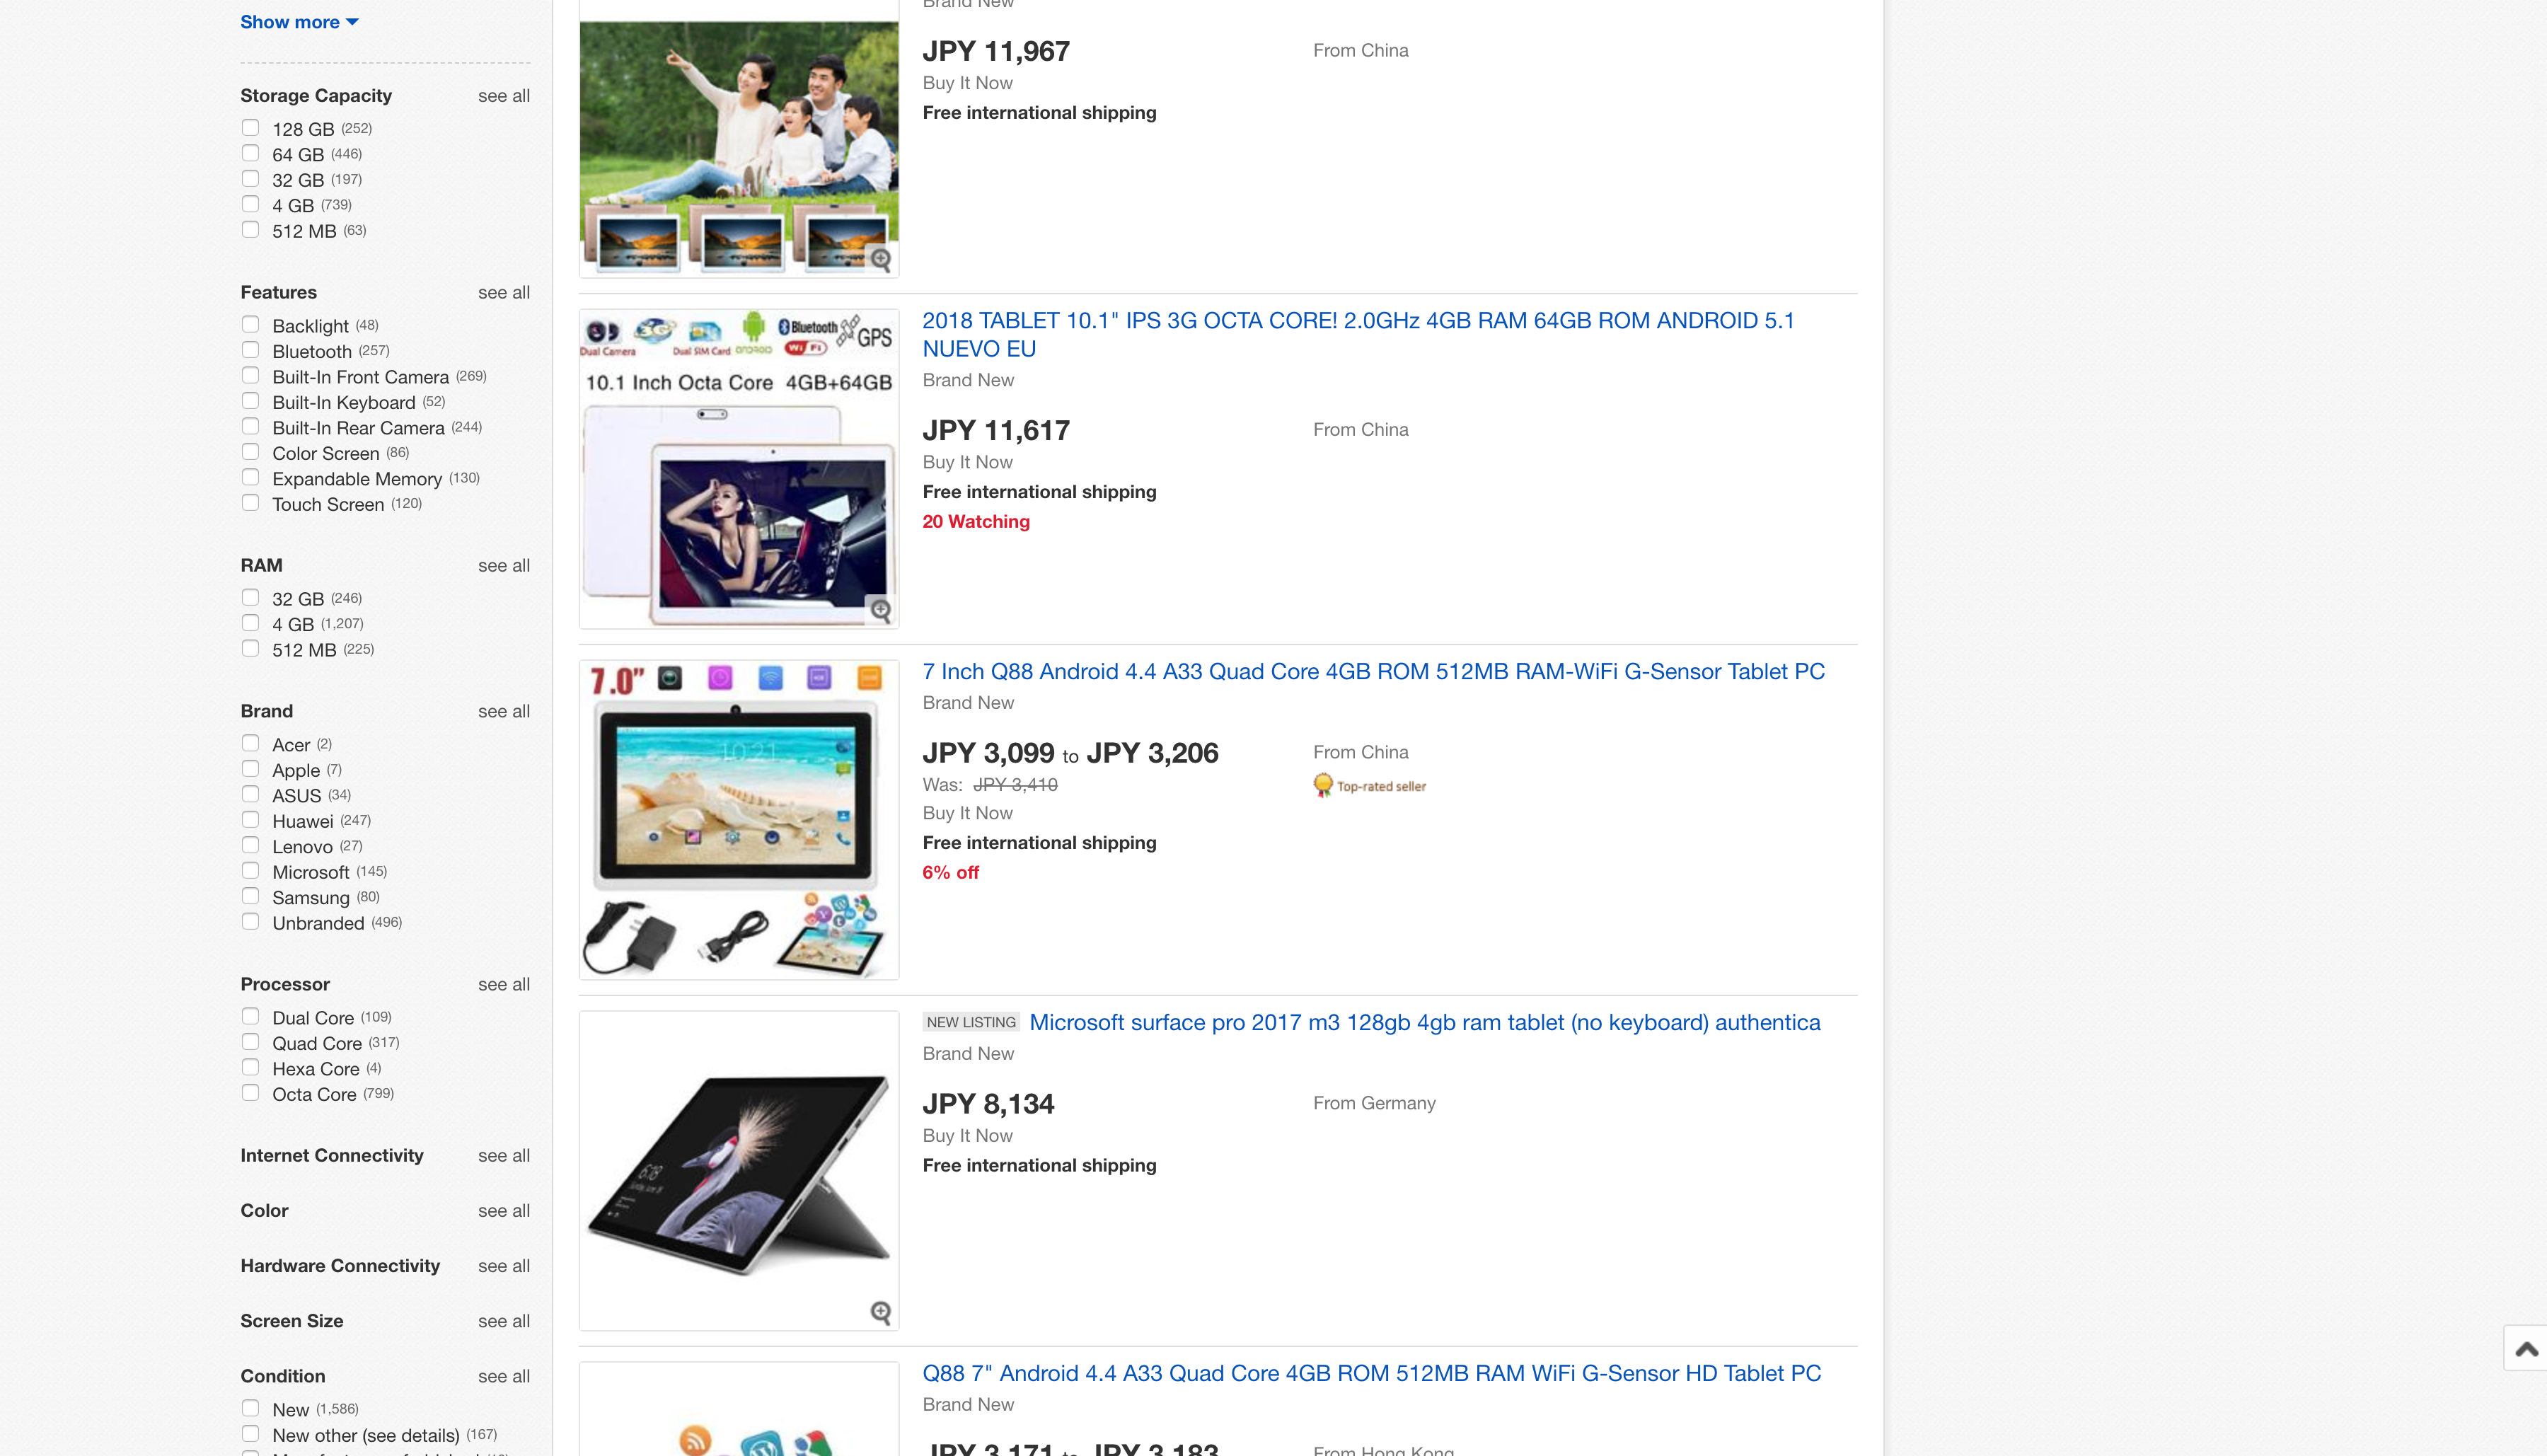 Show more
Storage Capacity see all
128 GB (252)
64 GB (446)
32 GB (197)
4 GB (739)
512 MB (63)
Features see all
Backlight (48)
Bluetooth (257)
Built-In Front Camera (269)
Built-In Keyboard (52)
Built-In Rear Camera (244)
Color Screen (86)
Expandable Memory (130)
Touch Screen (120)
RAM see all
32 GB (246)
4 GB (1,207)
512 MB (225)
Brand see all
Acer (2)
Apple (7)
ASUS (34)
Huawei (247)
Lenovo (27)
Microsoft (145)
Samsung (80)
Unbranded (496)
Processor see all
Dual Core (109)
Quad Core (317)
Hexa Core (4)
Octa Core (799)
Internet Connectivity see all
Color see all
Hardware Connectivity see all
Screen Size see all
Condition see all
New (1,586)
New other (see details) (167)
Brand New
JPY 11,967
From China
Buy It Now
Free international shipping
3G Bluetooth GPS
Dual Camera Dual SIM Card ANDROID Wi Fi
10.1 Inch Octa Core 4GB+64GB
2018 TABLET 10.1" IPS 3G OCTA CORE! 2.0GHz 4GB RAM 64GB ROM ANDROID 5.1
NUEVO EU
Brand New
JPY 11,617
From China
Buy It Now
Free international shipping
20 Watching
7.0"
10:21
7 Inch Q88 Android 4.4 A33 Quad Core 4GB ROM 512MB RAM-WiFi G-Sensor Tablet PC
Brand New
JPY 3,099 to JPY 3,206
From China
Was: JPY 3,410
Top-rated seller
Buy It Now
Free international shipping
6% off
6:18
NEW LISTING Microsoft surface pro 2017 m3 128gb 4gb ram tablet (no keyboard) authentica
Brand New
JPY 8,134
From Germany
Buy It Now
Free international shipping
Q88 7" Android 4.4 A33 Quad Core 4GB ROM 512MB RAM WiFi G-Sensor HD Tablet PC
Brand New
JPY 3,171 to JPY 3,183
From Hong Kong